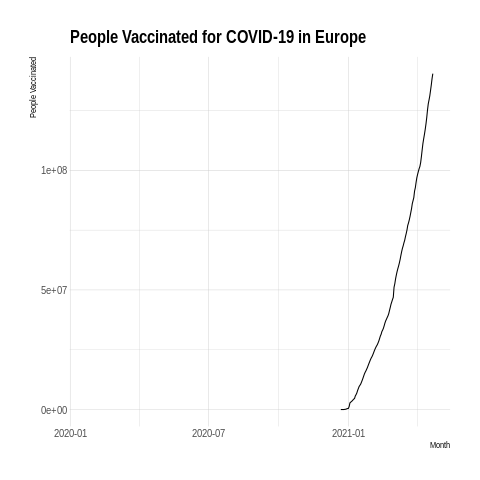 People Vaccinated for COVID-19 in Europe
People Vaccinated
1e+08
5e+07
0e+00
2020-01 2020-07 2021-01
Month